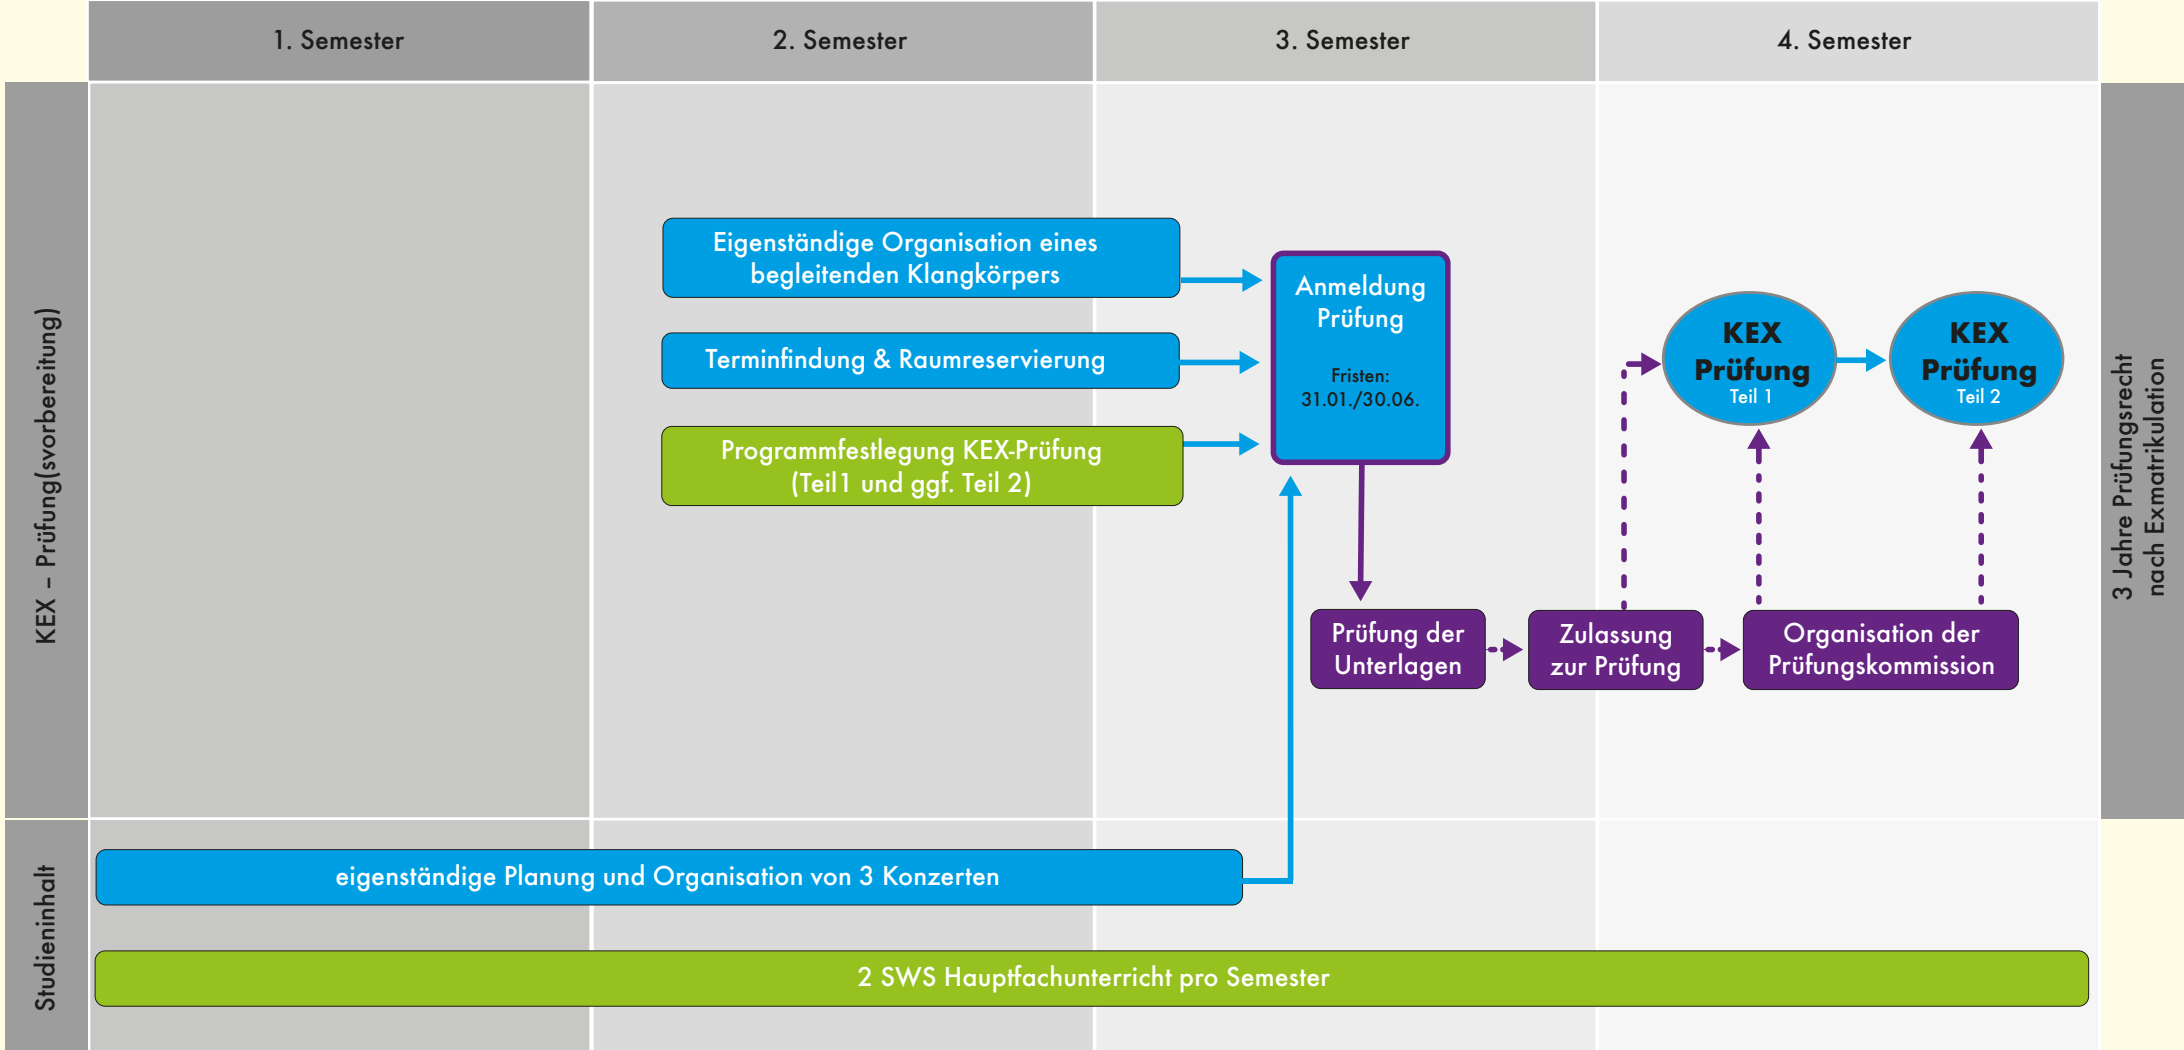 1. Semester
2. Semester
3. Semester
4. Semester
KEX – Prüfung(svorbereitung)
Eigenständige Organisation eines
begleitenden Klangkörpers
Terminfindung & Raumreservierung
Programmfestlegung KEX-Prüfung
(Teil1 und ggf. Teil 2)
Anmeldung
Prüfung
Fristen:
31.01./30.06.
KEX
Prüfung
Teil 1
KEX
Prüfung
Teil 2
Prüfung der
Unterlagen
Zulassung
zur Prüfung
Organisation der
Prüfungskommission
3 Jahre Prüfungsrecht
nach Exmatrikulation
Studieninhalt
eigenständige Planung und Organisation von 3 Konzerten
2 SWS Hauptfachunterricht pro Semester